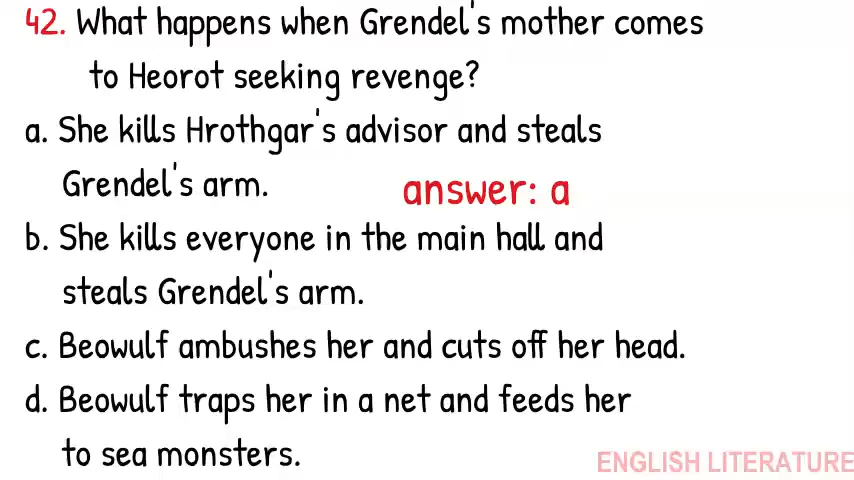 42. What happens when Grendel's mother comes
to Heorot seeking revenge?
a. She kills Hrothgar's advisor and steals
Grendel's arm.
answer: a
b. She kills everyone in the main hall and
steals Grendel's arm.
c. Beowulf ambushes her and cuts off her head.
d. Beowulf traps her in a net and feeds her
to sea monsters.
ENGLISH LITERATURE